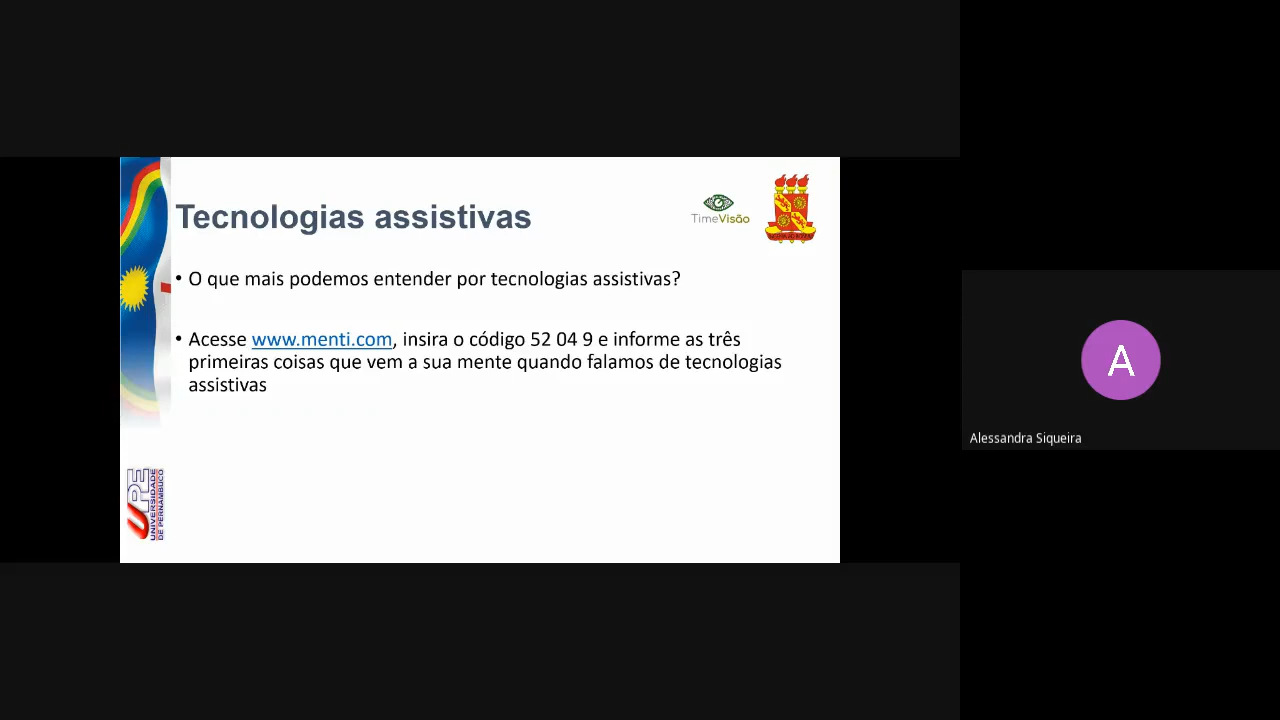 Tecnologias assistivas
TimeVisão
• O que mais podemos entender por tecnologias assistivas?
• Acesse www.menti.com, insira o código 52 04 9 e informe as três
primeiras coisas que vem a sua mente quando falamos de tecnologias
assistivas
UPE
UNIVERSIDADE
DE PERNAMBUCO
A
Alessandra Siqueira